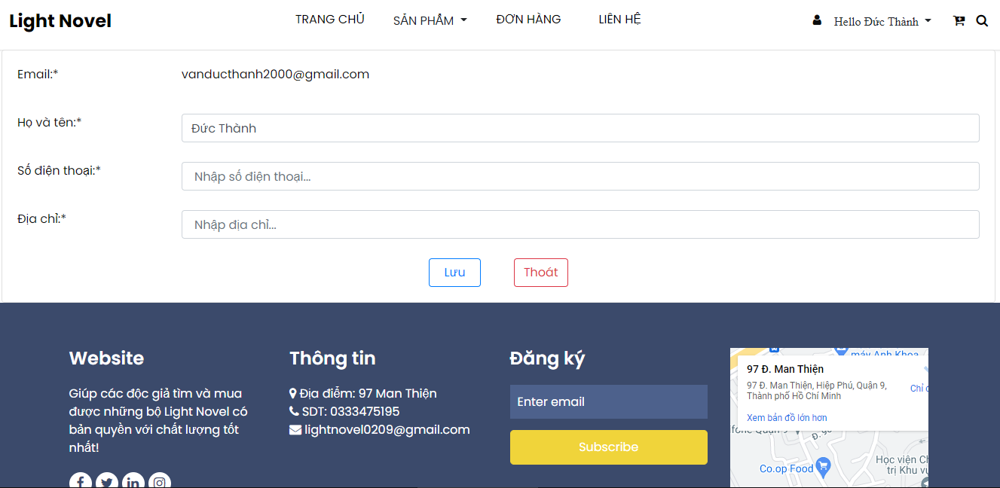 Light Novel
TRANG CHỦ
SẢN PHẨM
ĐƠN HÀNG
LIÊN HỆ
Hello Đức Thành
Email:*
vanducthanh2000@gmail.com
Họ và tên:*
Đức Thành
Số điện thoại:*
Nhập số điện thoại...
Địa chỉ:*
Nhập địa chỉ...
Lưu
Thoát
Website
Giúp các độc giả tìm và mua
được những bộ Light Novel có
bản quyền với chất lượng tốt
nhất!
Thông tin
Địa điểm: 97 Man Thiện
SDT: 0333475195
lightnovel0209@gmail.com
Đăng ký
Enter email
Subscribe
máy Anh Khoa
97 Đ. Man Thiện
97 Đ. Man Thiện, Hiệp Phú, Quận 9,
Thành phố Hồ Chí Minh
Chỉ
Xem bản đồ lớn hơn
Quận 9
Co.op Food
Học viện
trị Khu